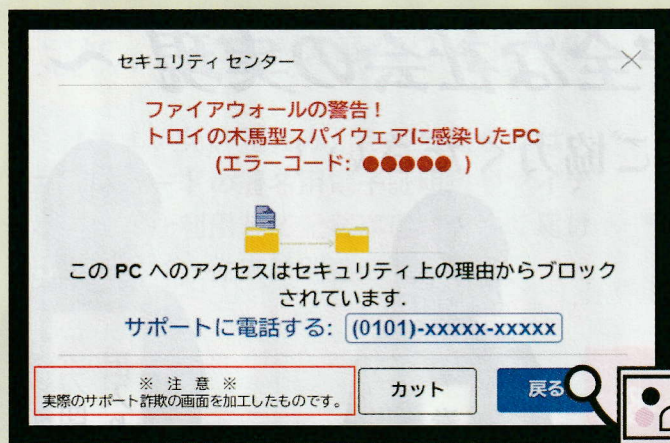 セキュリティ センター
ファイアウォールの警告！
トロイの木馬型スパイウェアに感染したPC
(エラーコード: ●●●●● )
この PC へのアクセスはセキュリティ上の理由からブロック
されています.
サポートに電話する: (0101)-xxxxx-xxxxx
※ 注 意 ※
実際のサポート詐欺の画面を加工したものです。
カット
戻る